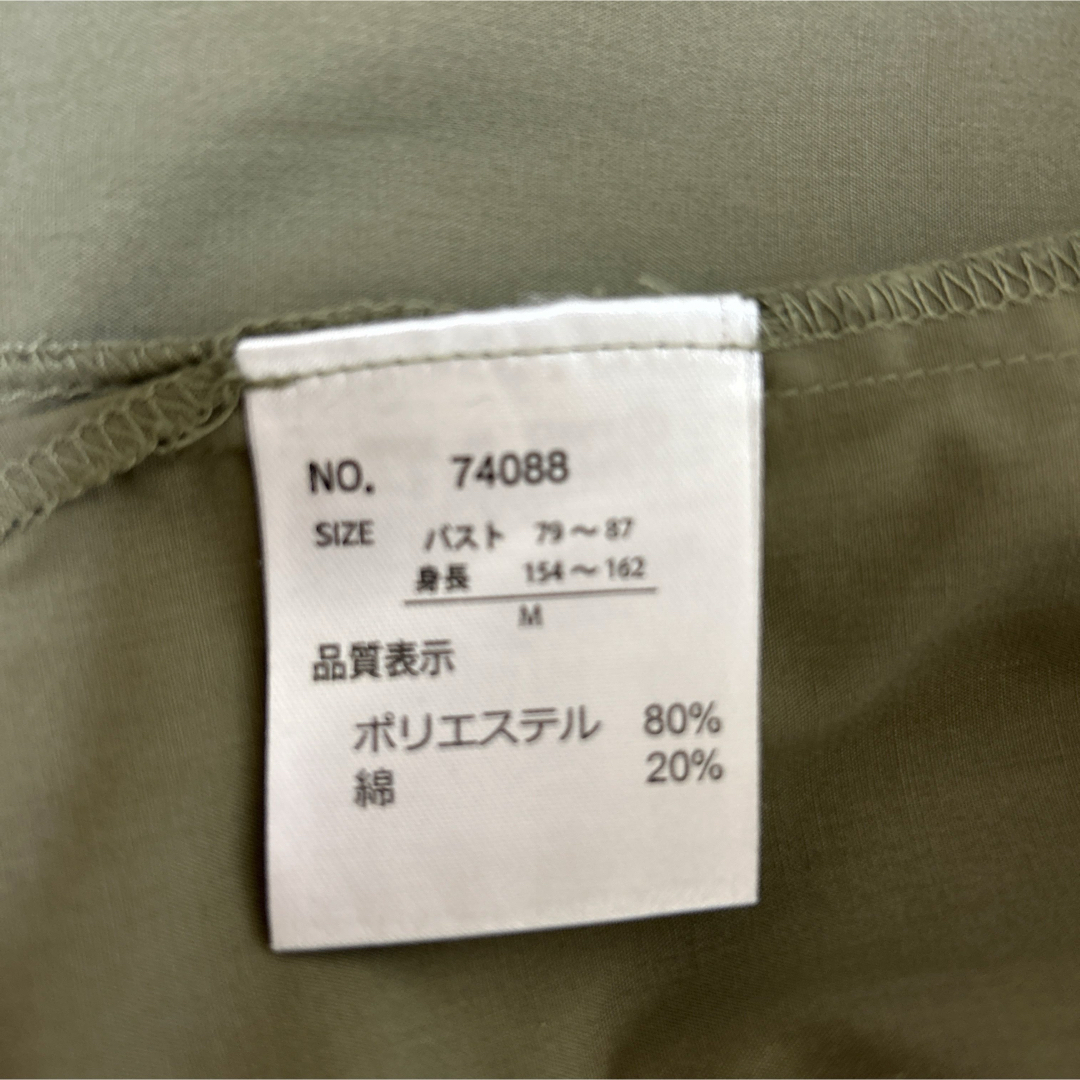 NO. 74088
SIZE バスト 79〜87
身長 154〜162
M
品質表示
ポリエステル 80%
綿 20%